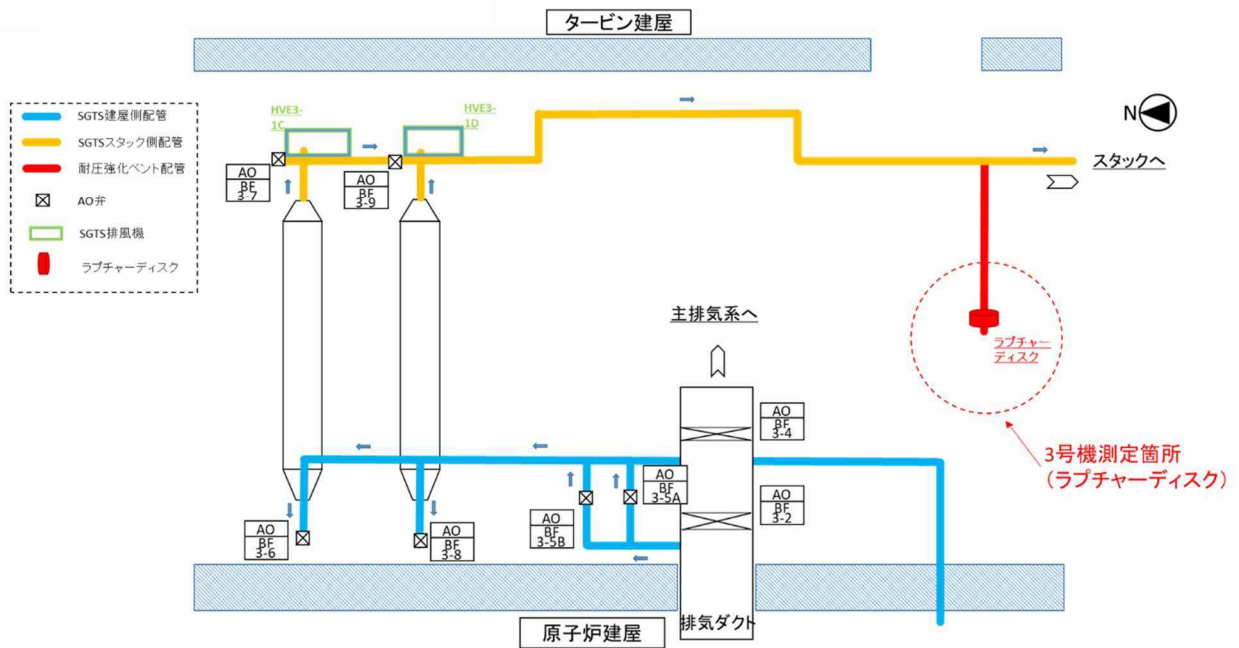 タービン建屋
SGTS建屋側配管
SGTSスタック側配管
耐圧強化ベント配管
AO弁
SGTS排風機
ラプチャーディスク
HVE3-
1C
HVE3-
1D
N
AO
BF
3-7
AO
BF
3-9
スタックへ
主排気系へ
ラプチャー
ディスク
AO
BF
3-4
3号機測定箇所
(ラプチャーディスク)
AO
BF
3-5A
AO
BF
3-2
AO
BF
3-5B
AO
BF
3-6
AO
BF
3-8
排気ダクト
原子炉建屋